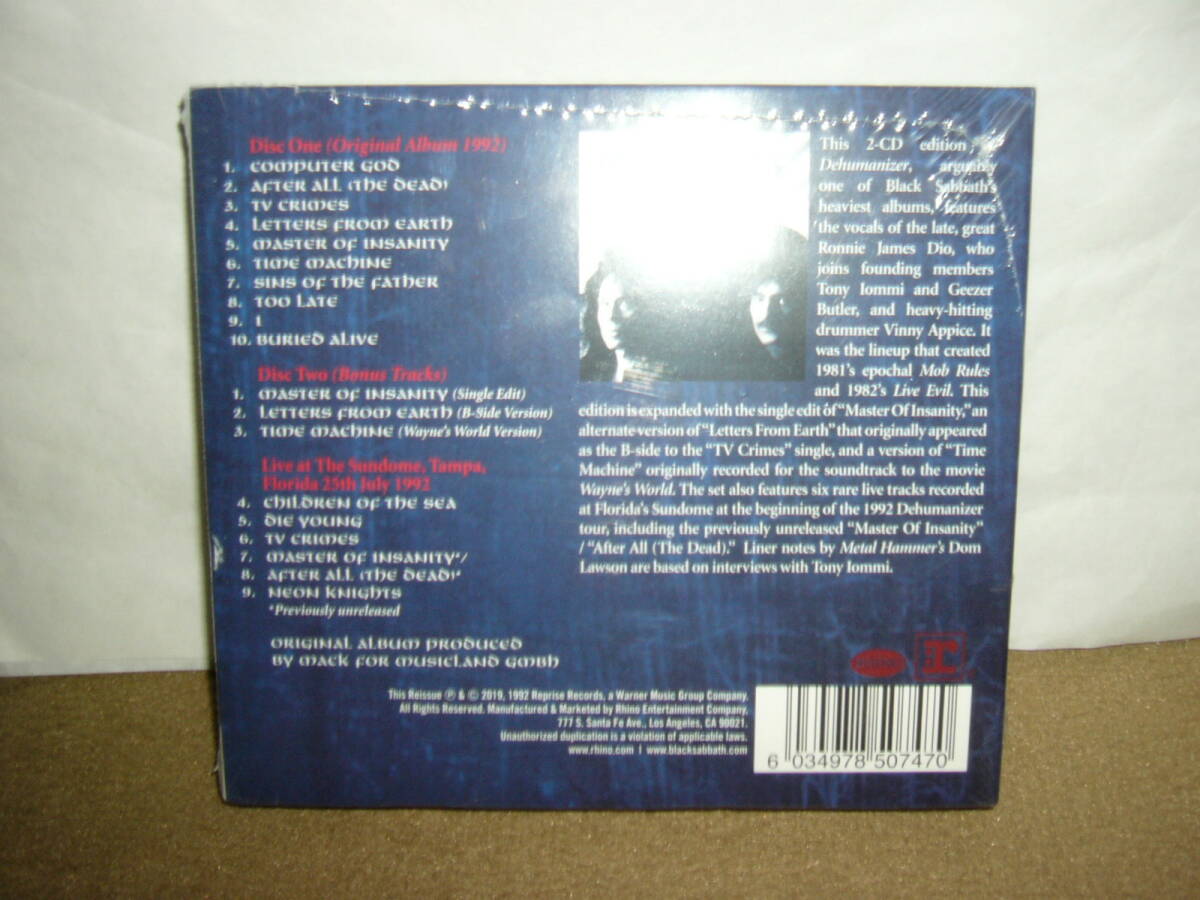 Disc One (Original Album 1992)
1. COMPUTER GOD
2. AFTER ALL (THE DEAD)
3. TV CRIMES
4. LETTERS FROM EARTH
5. MASTER OF INSANITY
6. TIME MACHINE
7. SINS OF THE FATHER
8. TOO LATE
9. I
10. BURIED ALIVE
Disc Two (Bonus Tracks)
1. MASTER OF INSANITY (Single Edit)
2. LETTERS FROM EARTH (B-Side Version)
3. TIME MACHINE (Wayne's World Version)
Live at The Sundome, Tampa,
Florida 25th July 1992
4. CHILDREN OF THE SEA
5. DIE YOUNG
6. TV CRIMES
7. MASTER OF INSANITY*/
8. AFTER ALL (THE DEAD)*
9. NEON KNIGHTS
*Previously unreleased
ORIGINAL ALBUM PRODUCED
BY MACK FOR MUSICLAND GMBH
This 2-CD edition
Dehumanizer, arguably
one of Black Sabbath's
heaviest albums, features
the vocals of the late, great
Ronnie James Dio, who
joins founding members
Tony Iommi and Geezer
Butler, and heavy-hitting
drummer Vinny Appice. It
was the lineup that created
1981's epochal Mob Rules
and 1982's Live Evil. This
edition is expanded with the single edit of "Master Of Insanity," an
alternate version of "Letters From Earth" that originally appeared
as the B-side to the "TV Crimes" single, and a version of "Time
Machine" originally recorded for the soundtrack to the movie
Wayne's World. The set also features six rare live tracks recorded
at Florida's Sundome at the beginning of the 1992 Dehumanizer
tour, including the previously unreleased "Master Of Insanity"
/ "After All (The Dead)." Liner notes by Metal Hammer's Dom
Lawson are based on interviews with Tony Iommi.
RHINO
This Reissue ℗ & © 2019, 1992 Reprise Records, a Warner Music Group Company.
All Rights Reserved. Manufactured & Marketed by Rhino Entertainment Company,
777 S. Santa Fe Ave., Los Angeles, CA 90021.
Unauthorized duplication is a violation of applicable laws.
www.rhino.com | www.blacksabbath.com
6 034978 507470